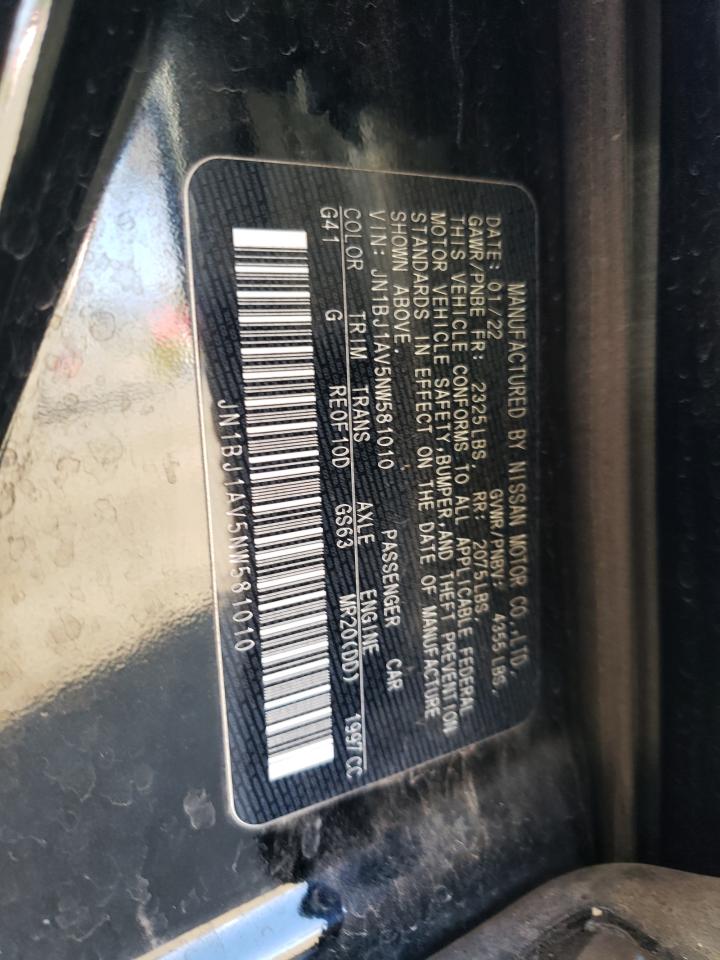 MANUFACTURED BY NISSAN MOTOR CO.,LTD.
DATE: 01/22 GVWR/PNBV: 4355 LBS,
GAWR/PNBE FR: 2325LBS, RR: 2075LBS,
THIS VEHICLE CONFORMS TO ALL APPLICABLE FEDERAL
MOTOR VEHICLE SAFETY,BUMPER,AND THEFT PREVENTION
STANDARDS IN EFFECT ON THE DATE OF MANUFACTURE
SHOWN ABOVE.
VIN: JN1BJ1AV5NW581010 PASSENGER CAR
COLOR TRIM TRANS AXLE ENGINE
G41 G RE0F10D GS63 MR20(DD) 1997CC
JN1BJ1AV5NW581010